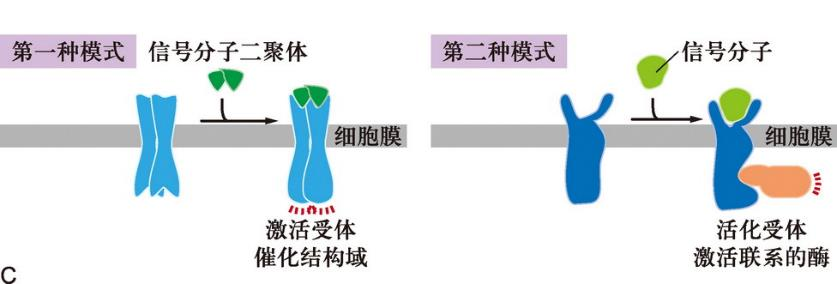 第一种模式
信号分子二聚体
第二种模式
信号分子
细胞膜
细胞膜
激活受体
催化结构域
活化受体
激活联系的酶
C